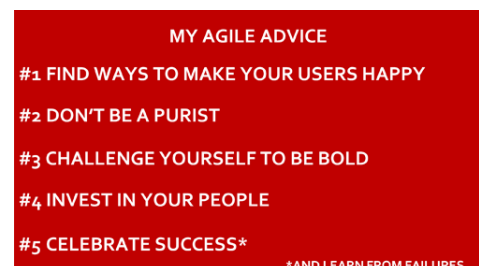 MY AGILE ADVICE
#1 FIND WAYS TO MAKE YOUR USERS HAPPY
#2 DON'T BE A PURIST
#3 CHALLENGE YOURSELF TO BE BOLD
#4 INVEST IN YOUR PEOPLE
#5 CELEBRATE SUCCESS*
*AND LEARN FROM FAILURES